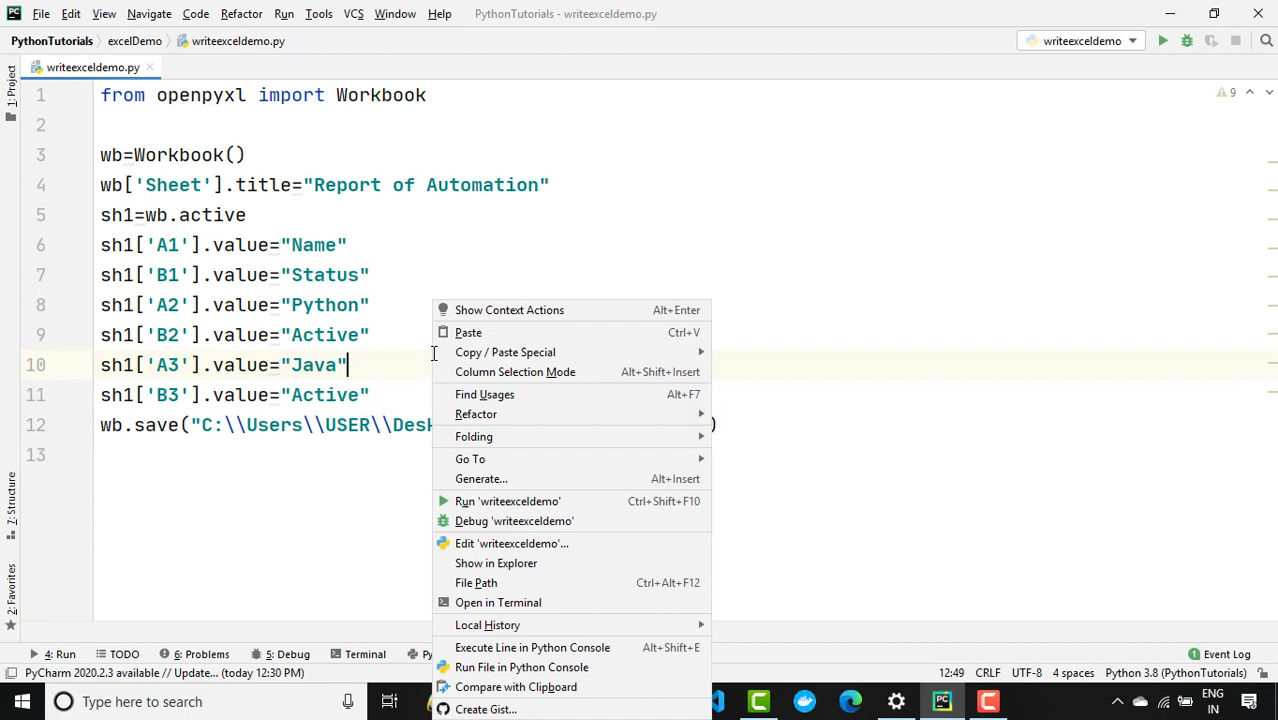 File Edit View Navigate Code Refactor Run Tools VCS Window Help PythonTutorials - writeexceldemo.py
PythonTutorials excelDemo writeexceldemo.py writeexceldemo
writeexceldemo.py
1: Project
9
1 from openpyxl import Workbook
2
3 wb=Workbook()
4 wb['Sheet'].title="Report of Automation"
5 sh1=wb.active
6 sh1['A1'].value="Name"
7 sh1['B1'].value="Status"
8 sh1['A2'].value="Python"
9 sh1['B2'].value="Active"
10 sh1['A3'].value="Java"
11 sh1['B3'].value="Active"
12 wb.save("C:\\Users\\USER\\Desk )
13
Show Context Actions Alt+Enter
Paste Ctrl+V
Copy / Paste Special
Column Selection Mode Alt+Shift+Insert
Find Usages Alt+F7
Refactor
Folding
Go To
Generate... Alt+Insert
Run 'writeexceldemo' Ctrl+Shift+F10
Debug 'writeexceldemo'
Edit 'writeexceldemo'...
Show in Explorer
File Path Ctrl+Alt+F12
Open in Terminal
Local History
Execute Line in Python Console Alt+Shift+E
Run File in Python Console
Compare with Clipboard
Create Gist...
7: Structure
2: Favorites
4: Run TODO 6: Problems 5: Debug Terminal Event Log
PyCharm 2020.2.3 available // Update... (today 12:30 PM) 12:49 CRLF UTF-8 4 spaces Python 3.8 (PythonTutorials)
Type here to search ENG
IN